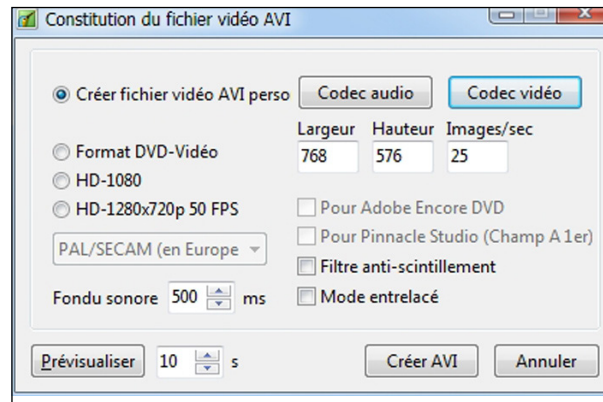 Constitution du fichier vidéo AVI
Créer fichier vidéo AVI perso Codec audio Codec vidéo
Largeur Hauteur Images/sec
768 576 25
Format DVD-Vidéo
HD-1080
HD-1280x720p 50 FPS
Pour Adobe Encore DVD
Pour Pinnacle Studio (Champ A 1er)
PAL/SECAM (en Europe
Filtre anti-scintillement
Fondu sonore 500 ms Mode entrelacé
Prévisualiser 10 s Créer AVI Annuler